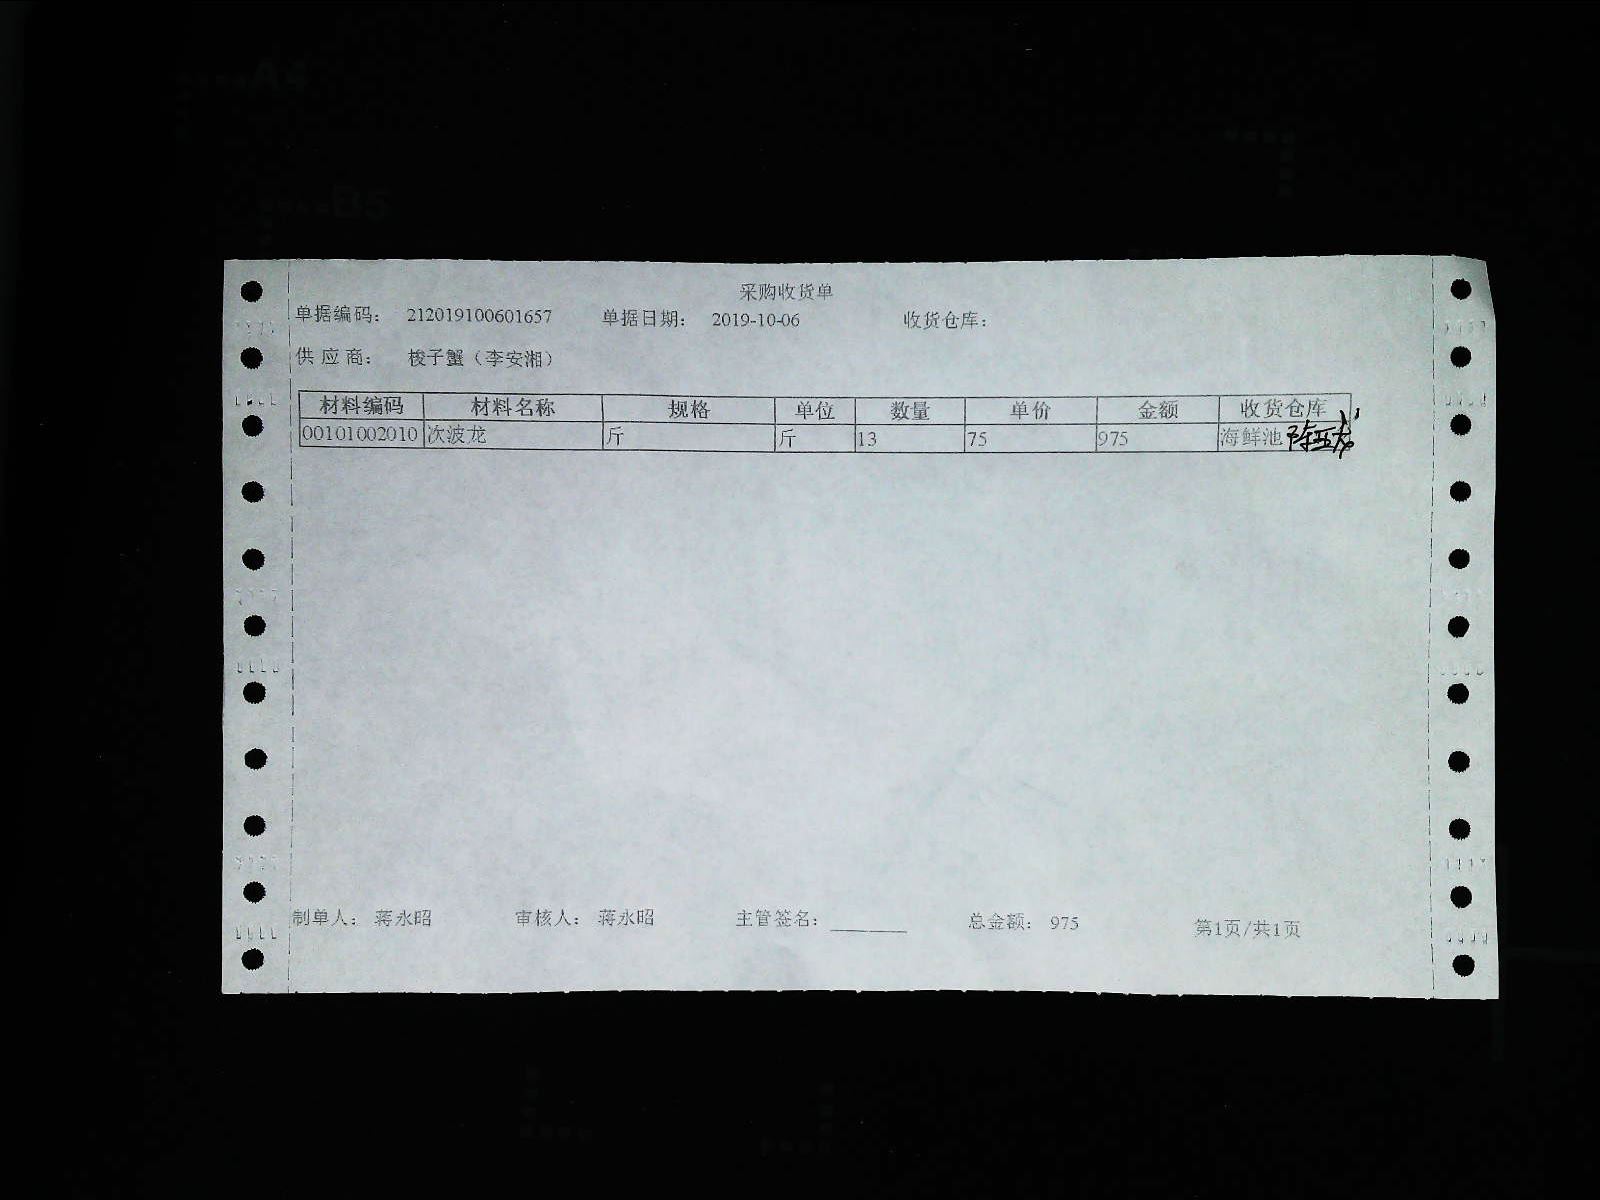 A4
B5
采购收货单
单据编码： 212019100601657 单据日期： 2019-10-06 收货仓库：
供应商： 梭子蟹（李安湘）
材料编码 材料名称 规格 单位 数量 单价 金额 收货仓库
00101002010 次波龙 斤 斤 13 75 975 海鲜池
制单人： 蒋永昭 审核人： 蒋永昭 主管签名： 总金额： 975 第1页/共1页